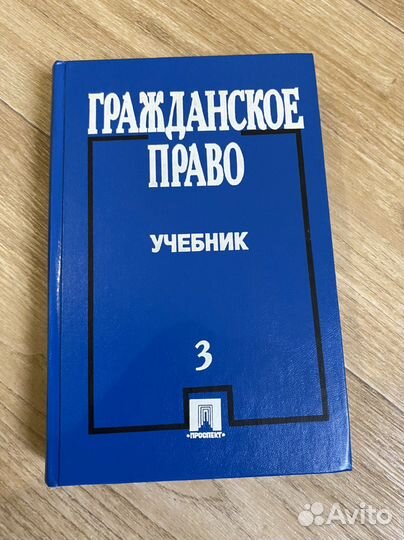 ГРАЖДАНСКОЕ
ПРАВО
УЧЕБНИК
3
•ПРОСПЕКТ•
Avito